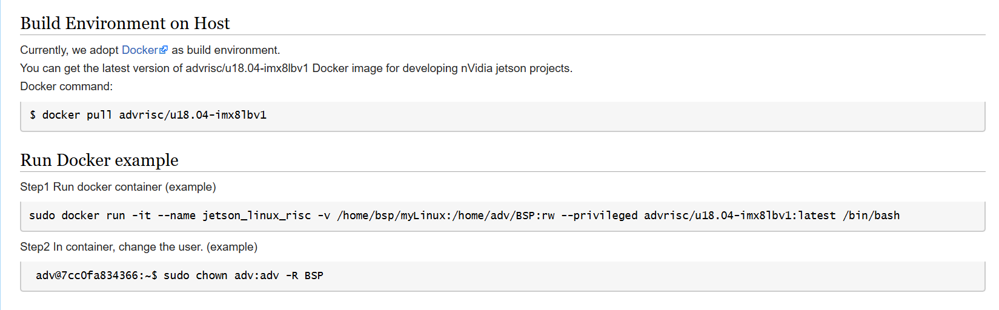 Build Environment on Host
Currently, we adopt Docker as build environment.
You can get the latest version of advrisc/u18.04-imx8lbv1 Docker image for developing nVidia jetson projects.
Docker command:
$ docker pull advrisc/u18.04-imx8lbv1
Run Docker example
Step1 Run docker container (example)
sudo docker run -it --name jetson_linux_risc -v /home/bsp/myLinux:/home/adv/BSP:rw --privileged advrisc/u18.04-imx8lbv1:latest /bin/bash
Step2 In container, change the user. (example)
adv@7cc0fa834366:~$ sudo chown adv:adv -R BSP